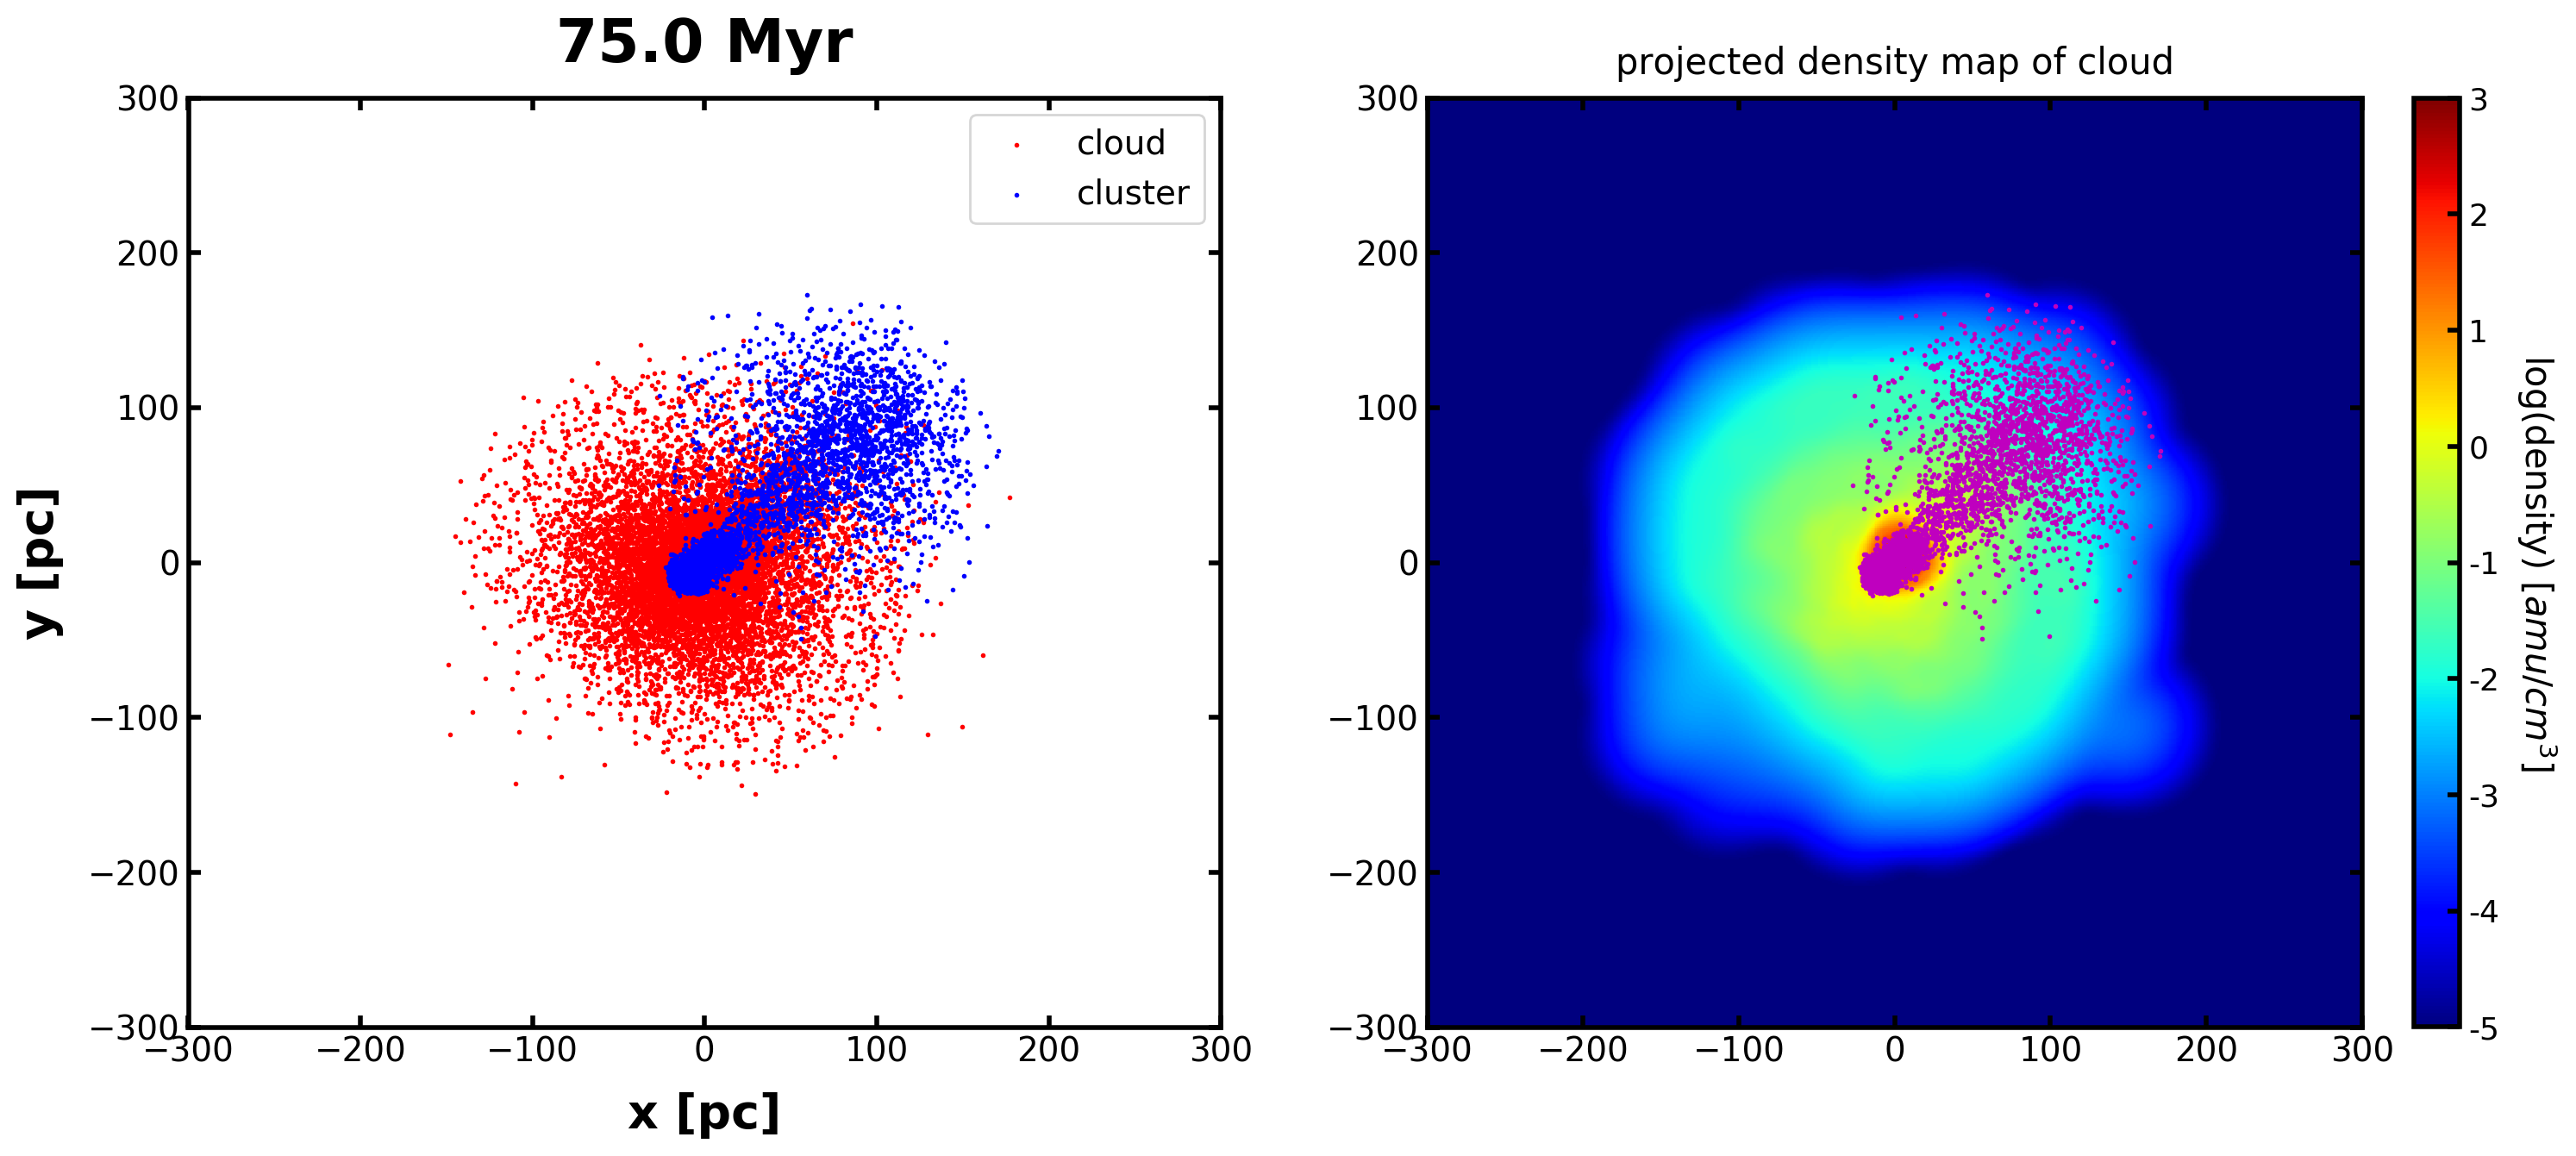 75.0 Myr
300
200
100
0
−100
−200
−300
y [pc]
cloud
cluster
−300 −200 −100 0 100 200 300
x [pc]
projected density map of cloud
300
200
100
0
−100
−200
−300
−300 −200 −100 0 100 200 300
3
2
1
0
-1
-2
-3
-4
-5
log(density) [amu/cm³]